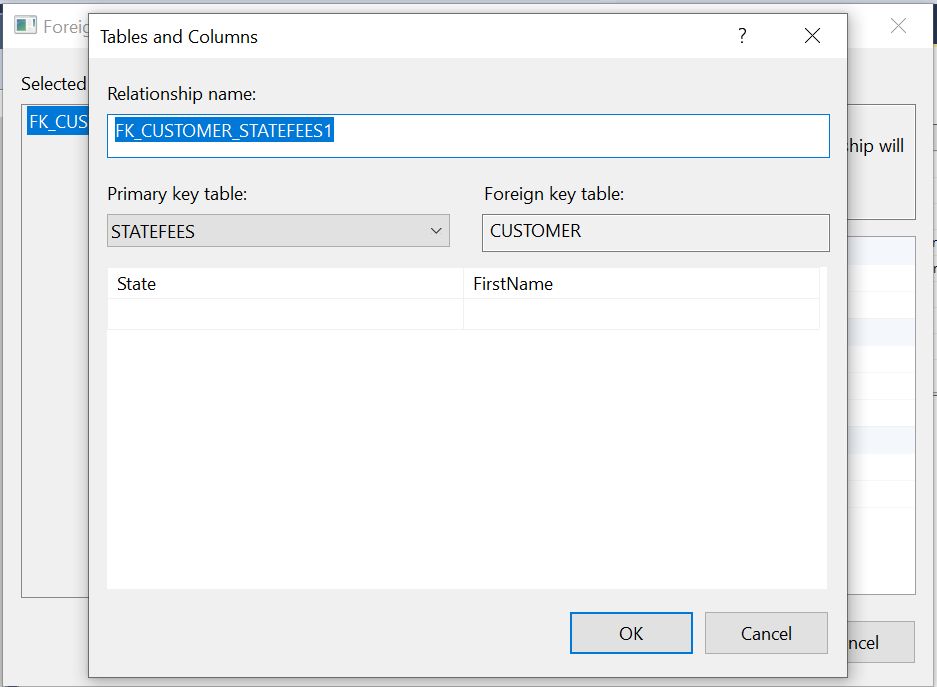 Foreig
Tables and Columns
?
Selected
Relationship name:
FK_CUS
FK_CUSTOMER_STATEFEES1
ship will
Primary key table:
Foreign key table:
STATEFEES
CUSTOMER
State
FirstName
OK
Cancel
ncel